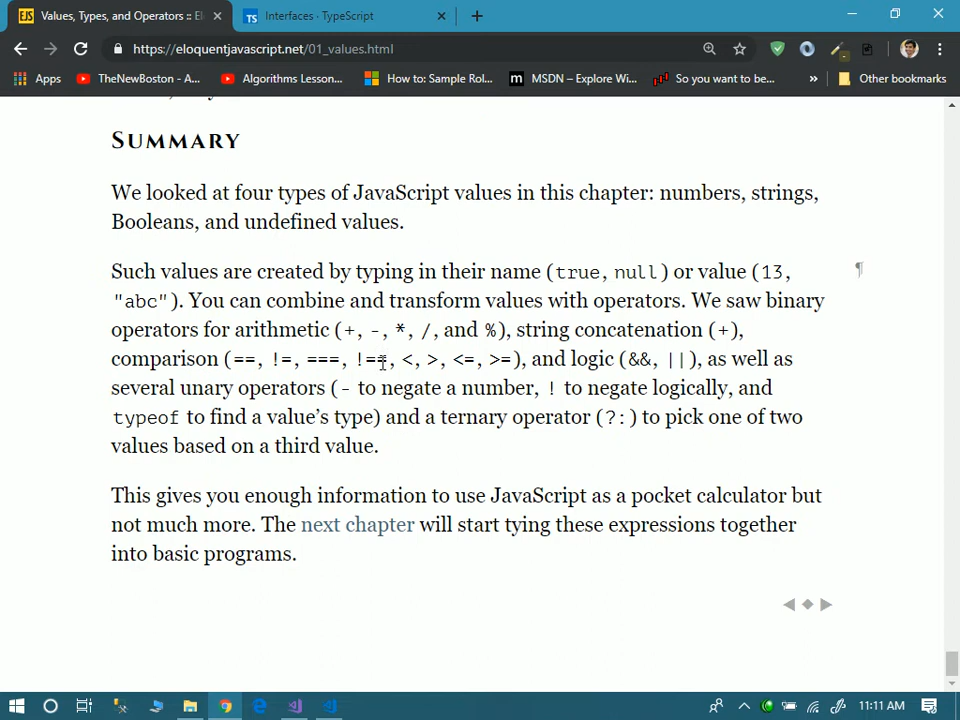 Values, Types, and Operators :: El
Interfaces · TypeScript
https://eloquentjavascript.net/01_values.html
Apps
TheNewBoston - A...
Algorithms Lesson...
How to: Sample Rol...
MSDN – Explore Wi...
So you want to be...
»
Other bookmarks
Summary
We looked at four types of JavaScript values in this chapter: numbers, strings,
Booleans, and undefined values.
Such values are created by typing in their name (true, null) or value (13,
"abc"). You can combine and transform values with operators. We saw binary
operators for arithmetic (+, -, *, /, and %), string concatenation (+),
comparison (==, !=, ===, !==, <, >, <=, >=), and logic (&&, ||), as well as
several unary operators (- to negate a number, ! to negate logically, and
typeof to find a value’s type) and a ternary operator (?:) to pick one of two
values based on a third value.
This gives you enough information to use JavaScript as a pocket calculator but
not much more. The next chapter will start tying these expressions together
into basic programs.
11:11 AM